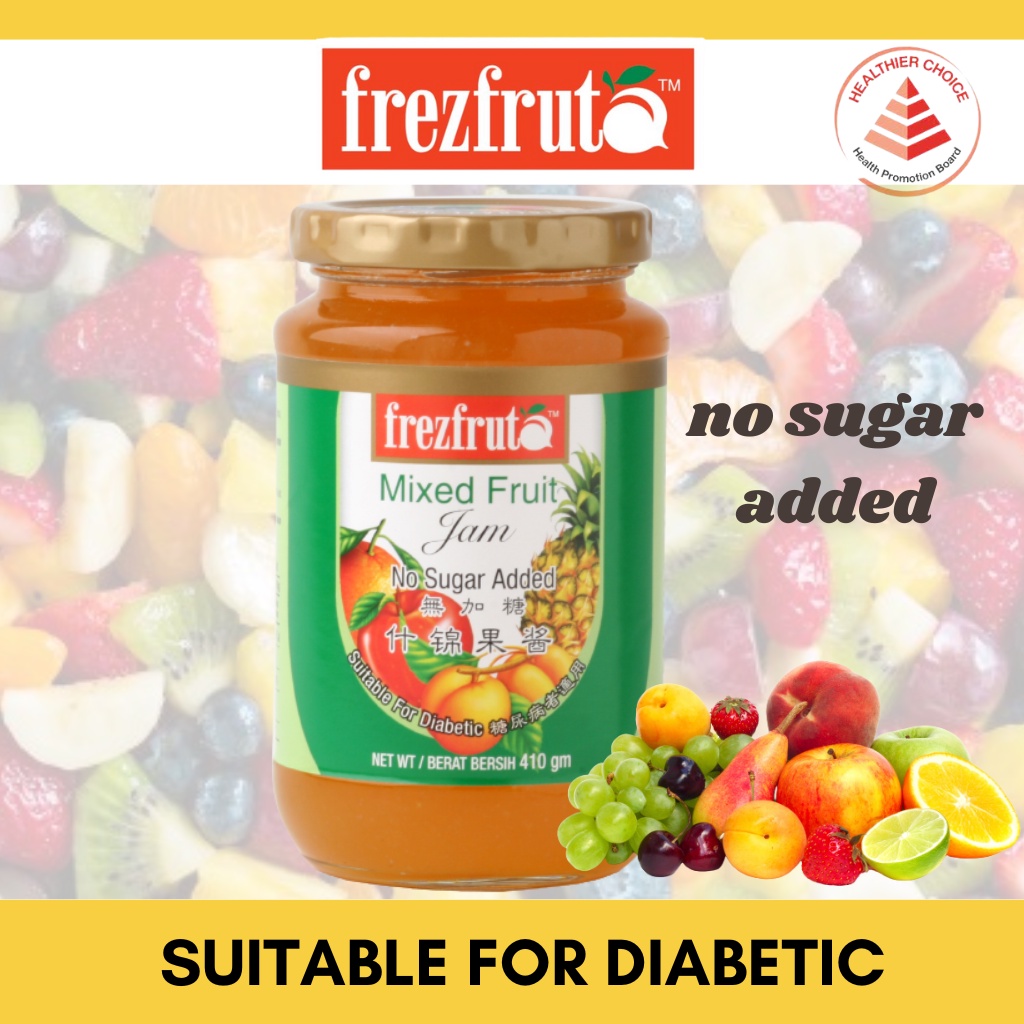 frezfruta™
HEALTHIER CHOICE
Health Promotion Board
frezfruta™
Mixed Fruit
Jam
No Sugar Added
無加糖
什锦果酱
Suitable For Diabetic 糖尿病者適用
NET WT / BERAT BERSIH 410 gm
no sugar
added
SUITABLE FOR DIABETIC